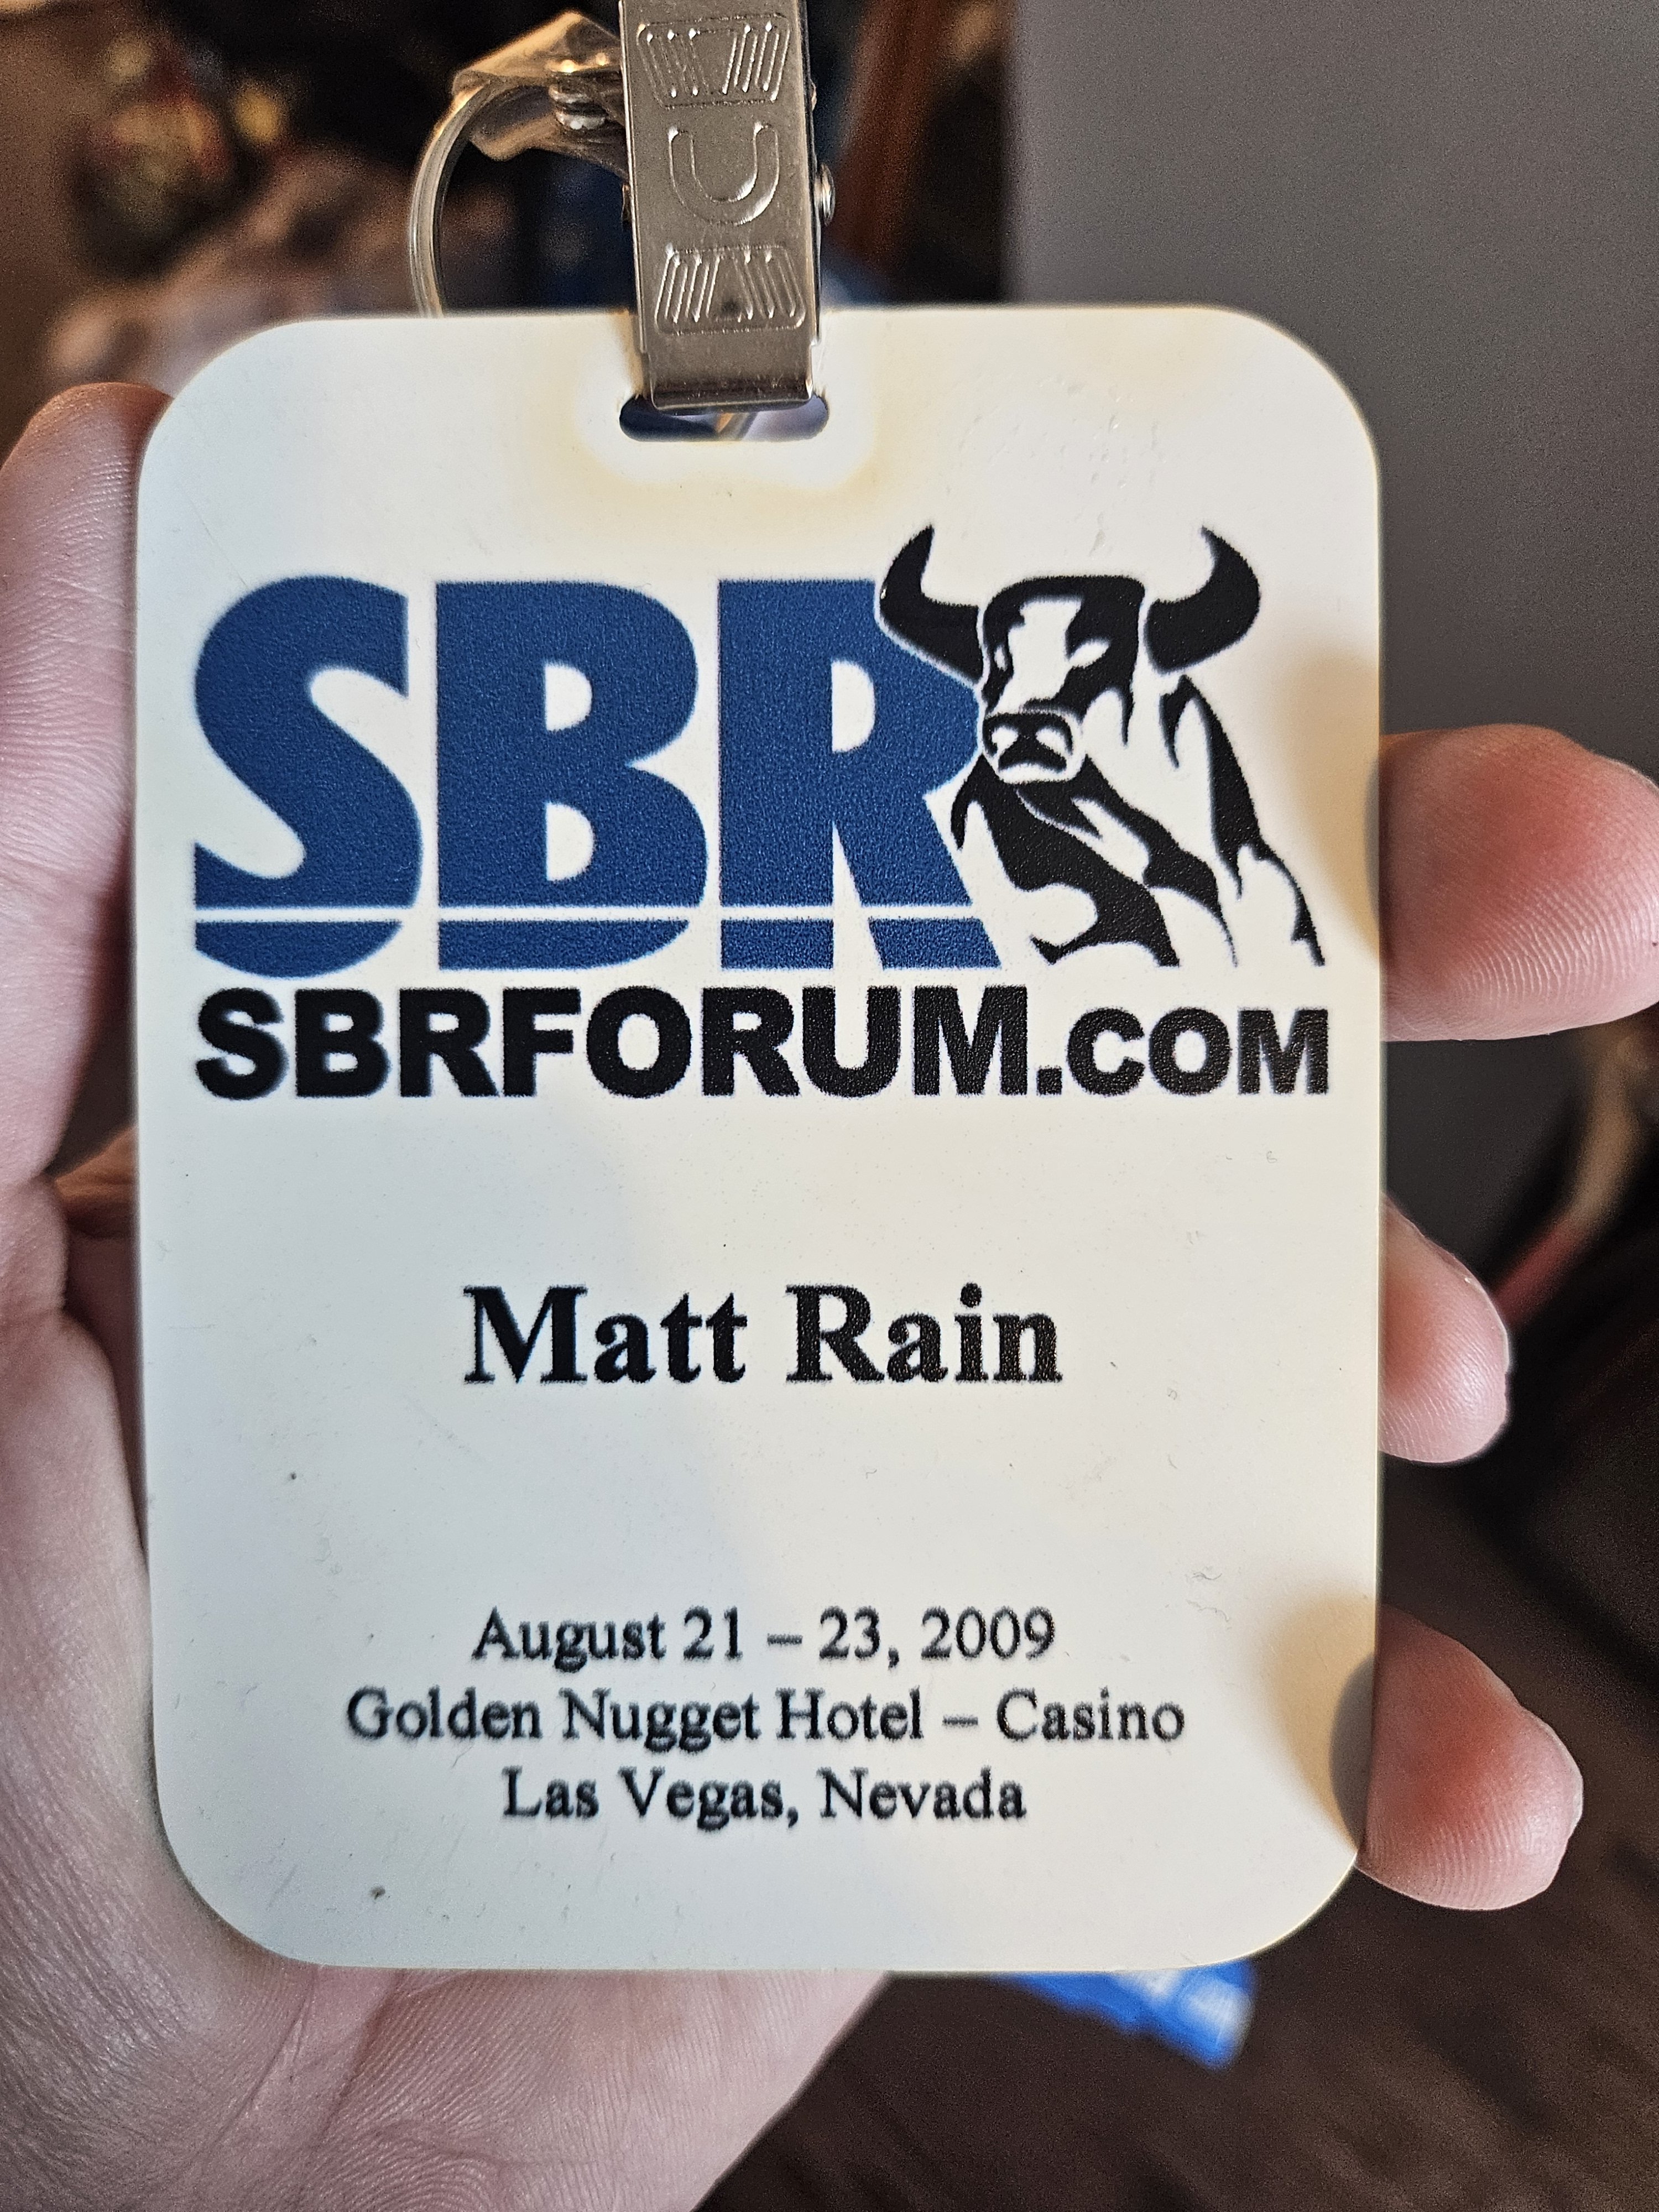 SBR
SBRFORUM.COM
Matt Rain
August 21 – 23, 2009
Golden Nugget Hotel – Casino
Las Vegas, Nevada